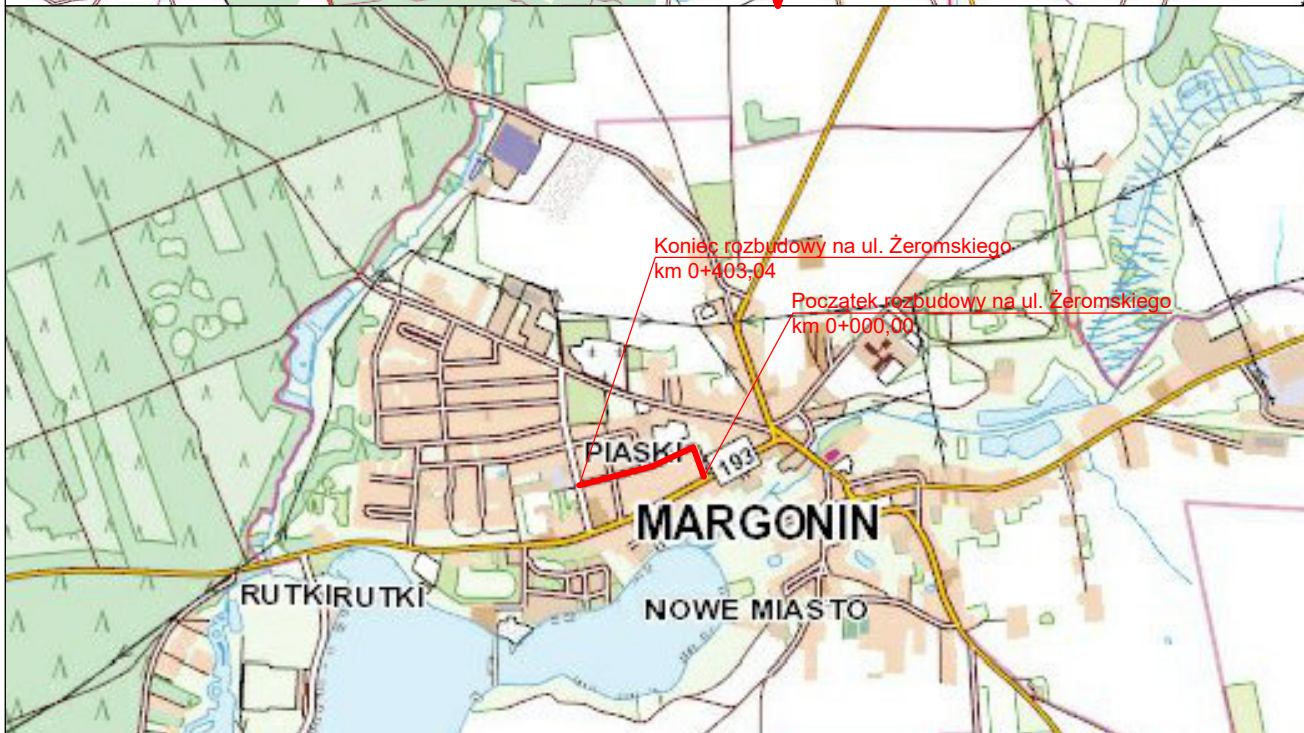 Koniec rozbudowy na ul. Żeromskiego
km 0+403,04
Początek rozbudowy na ul. Żeromskiego
km 0+000,00
PIASKI
193
MARGONIN
RUTKIRUTKI
NOWE MIASTO